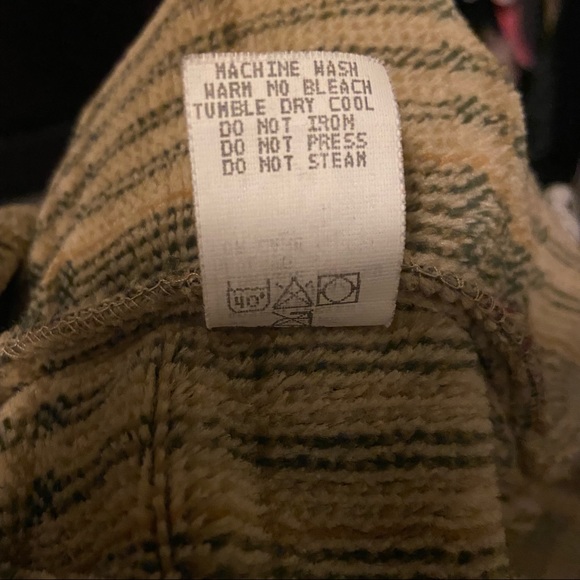 MACHINE WASH
WARM NO BLEACH
TUMBLE DRY COOL
DO NOT IRON
DO NOT PRESS
DO NOT STEAM
40°